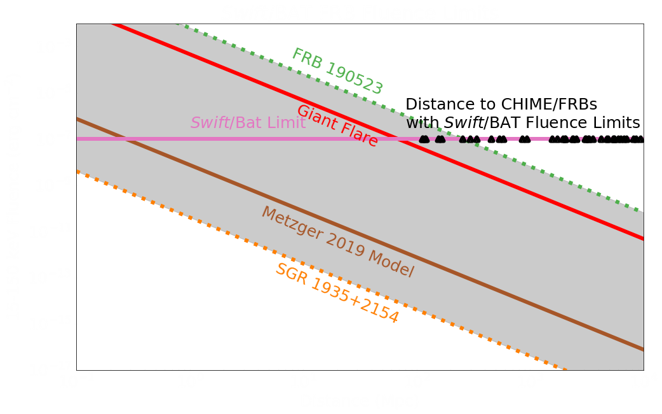 FRB 190523
Distance to CHIME/FRBs
with Swift/BAT Fluence Limits
Swift/Bat Limit
Giant Flare
Metzger 2019 Model
SGR 1935+2154